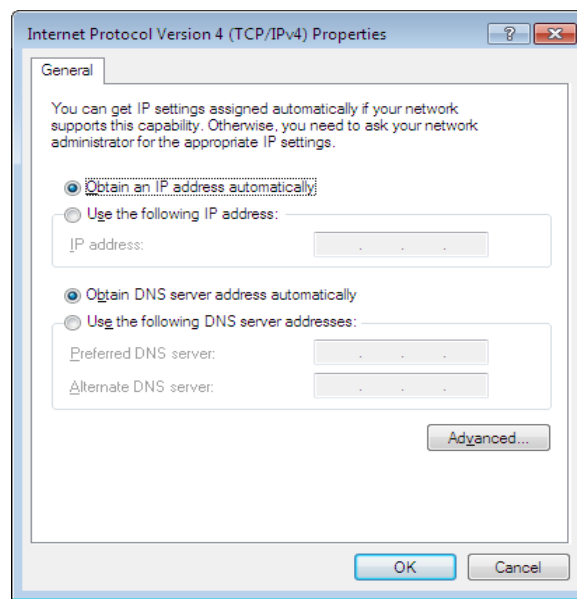 Internet Protocol Version 4 (TCP/IPv4) Properties
General
You can get IP settings assigned automatically if your network
supports this capability. Otherwise, you need to ask your network
administrator for the appropriate IP settings.
Obtain an IP address automatically
Use the following IP address:
IP address:
Obtain DNS server address automatically
Use the following DNS server addresses:
Preferred DNS server:
Alternate DNS server:
Advanced...
OK Cancel